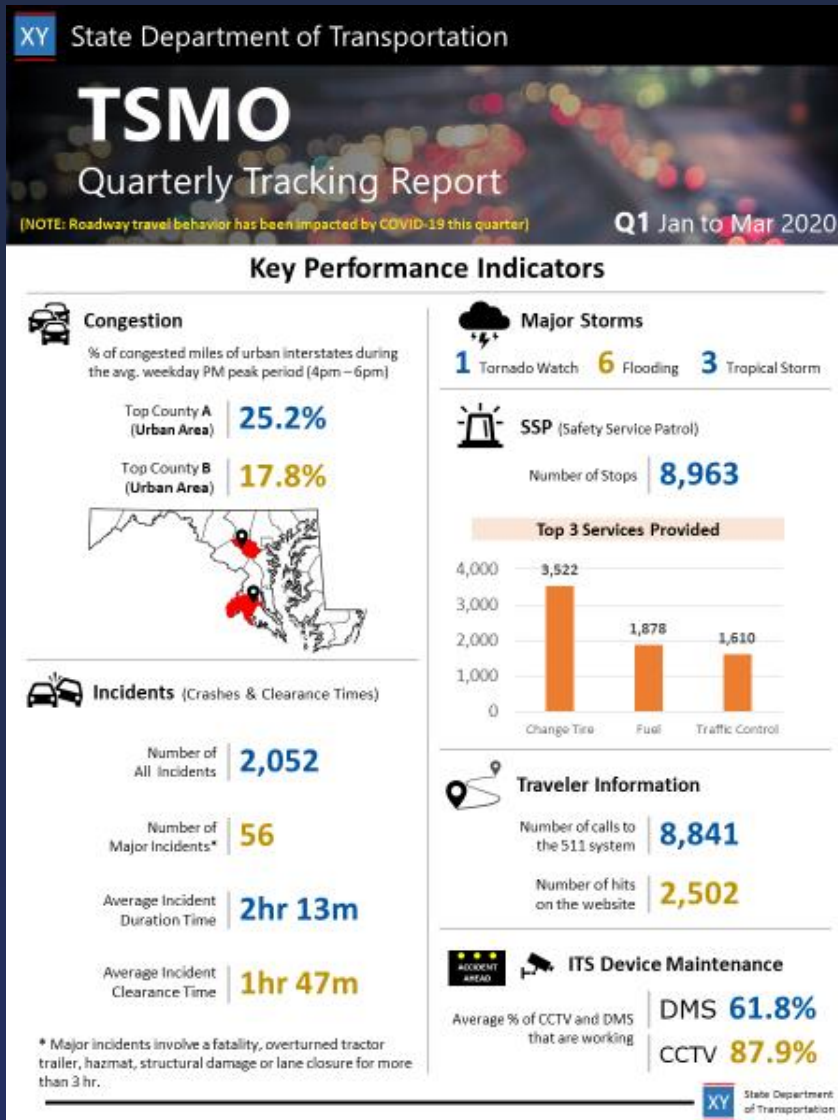 XY State Department of Transportation
TSMO
Quarterly Tracking Report
(NOTE: Roadway travel behavior has been impacted by COVID-19 this quarter)
Q1 Jan to Mar 2020
Key Performance Indicators
Congestion
% of congested miles of urban interstates during
the avg. weekday PM peak period (4pm – 6pm)
Top County A
(Urban Area)
25.2%
Top County B
(Urban Area)
17.8%
Incidents (Crashes & Clearance Times)
Number of
All Incidents
2,052
Number of
Major Incidents*
56
Average Incident
Duration Time
2hr 13m
Average Incident
Clearance Time
1hr 47m
* Major incidents involve a fatality, overturned tractor
trailer, hazmat, structural damage or lane closure for more
than 3 hr.
Major Storms
1 Tornado Watch 6 Flooding 3 Tropical Storm
SSP (Safety Service Patrol)
Number of Stops
8,963
Top 3 Services Provided
4,000
3,000
2,000
1,000
0
3,522
1,878
1,610
Change Tire Fuel Traffic Control
Traveler Information
Number of calls to
the 511 system
8,841
Number of hits
on the website
2,502
ACCIDENT
AHEAD
ITS Device Maintenance
Average % of CCTV and DMS
that are working
DMS 61.8%
CCTV 87.9%
XY
State Department
of Transportation